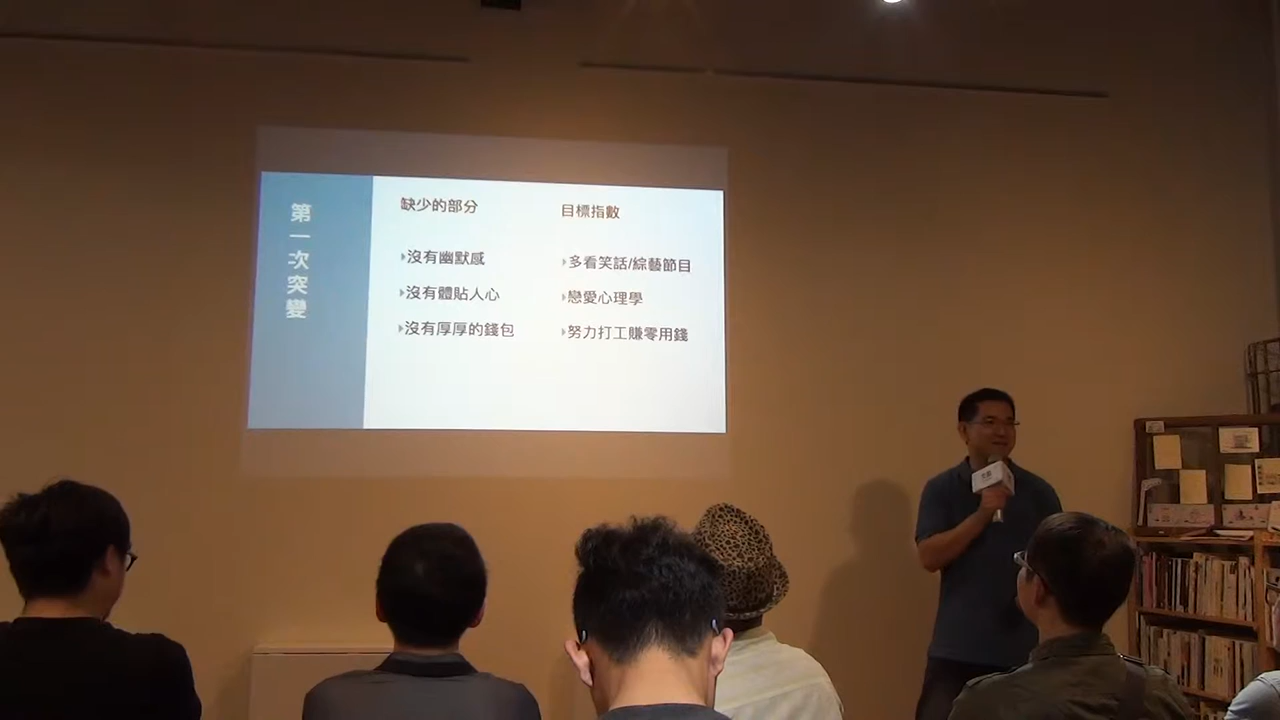 第一次突變
缺少的部分
沒有幽默感
沒有體貼人心
沒有厚厚的錢包
目標指數
多看笑話/綜藝節目
戀愛心理學
努力打工賺零用錢